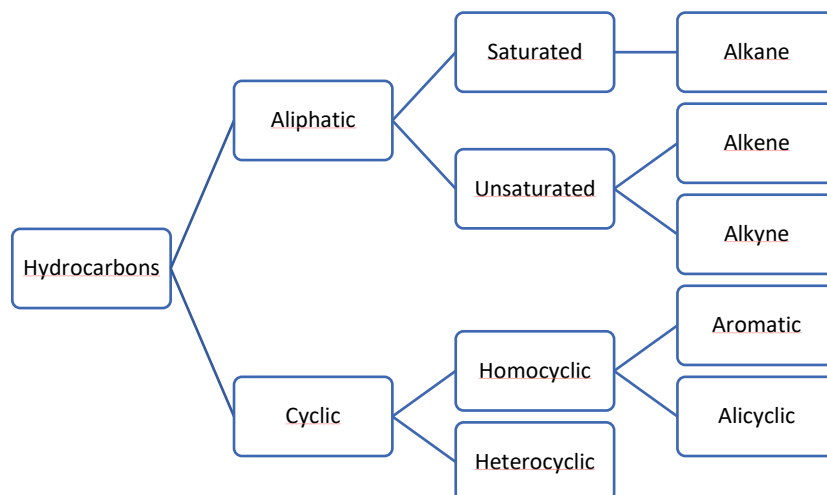 Saturated
Alkane
Aliphatic
Alkene
Unsaturated
Alkyne
Hydrocarbons
Aromatic
Homocyclic
Cyclic
Alicyclic
Heterocyclic